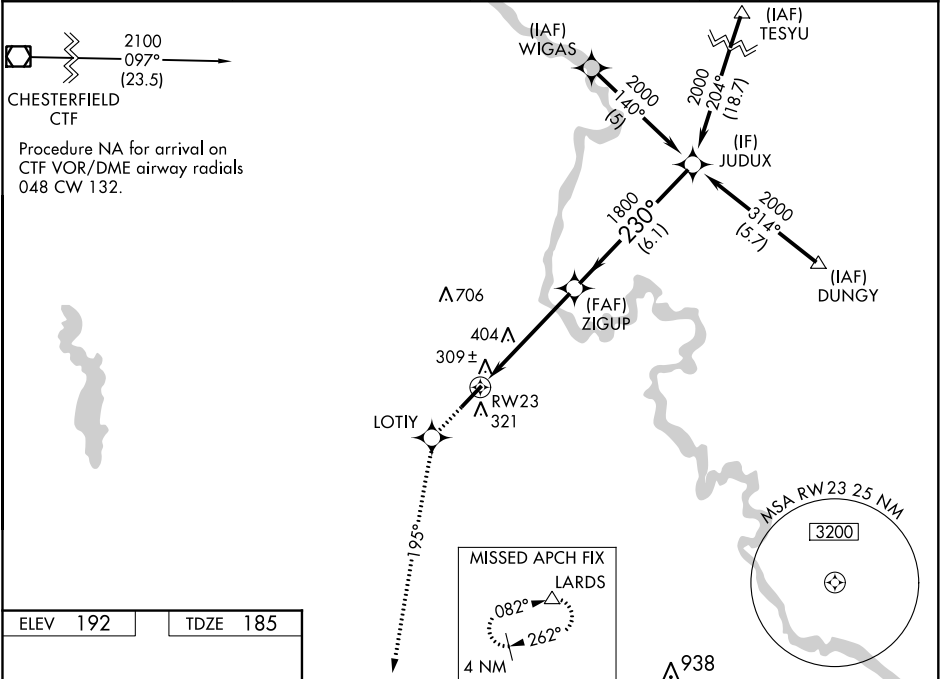 2100
097°
(23.5)
CHESTERFIELD
CTF
Procedure NA for arrival on
CTF VOR/DME airway radials
048 CW 132.
(IAF)
WIGAS
2000
140°
(5)
(IAF)
TESYU
2000
204°
(18.7)
(IF)
JUDUX
1800
230°
(6.1)
2000
314°
(5.7)
(IAF)
DUNGY
(FAF)
ZIGUP
706
404
309±
RW23
321
LOTIY
195°
MISSED APCH FIX
LARDS
082°
262°
4 NM
MSA RW23 25 NM
3200
938
ELEV 192
TDZE 185